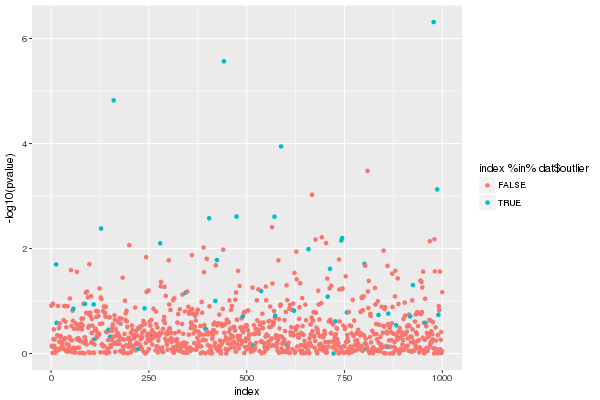 6
4
2
0
-log10(pvalue)
0
250
500
750
1000
index
index %in% dat$outlier
FALSE
TRUE